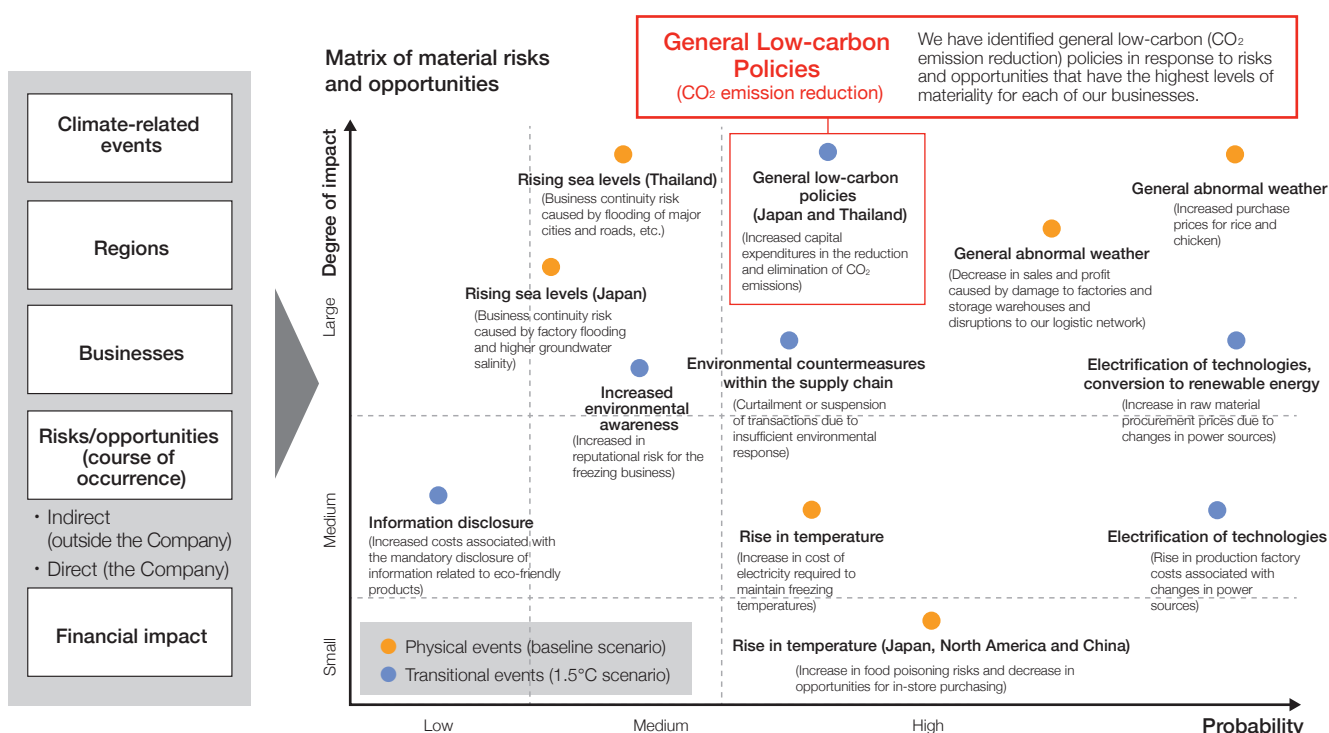 Climate-related
events
Regions
Businesses
Risks/opportunities
(course of
occurrence)
・Indirect
(outside the Company)
・Direct (the Company)
Financial impact
Matrix of material risks
and opportunities
General Low-carbon
Policies
(CO₂ emission reduction)
We have identified general low-carbon (CO₂
emission reduction) policies in response to risks
and opportunities that have the highest levels of
materiality for each of our businesses.
Degree of impact
Large
Medium
Small
Rising sea levels (Thailand)
(Business continuity risk
caused by flooding of major
cities and roads, etc.)
General low-carbon
policies
(Japan and Thailand)
(Increased capital
expenditures in the reduction
and elimination of CO₂
emissions)
General abnormal weather
(Increased purchase
prices for rice and
chicken)
General abnormal weather
(Decrease in sales and profit
caused by damage to factories and
storage warehouses and
disruptions to our logistic network)
Rising sea levels (Japan)
(Business continuity risk
caused by factory flooding
and higher groundwater
salinity)
Increased
environmental
awareness
(Increased in
reputational risk for the
freezing business)
Environmental countermeasures
within the supply chain
(Curtailment or suspension
of transactions due to
insufficient environmental
response)
Electrification of technologies,
conversion to renewable energy
(Increase in raw material
procurement prices due to
changes in power sources)
Information disclosure
(Increased costs associated with
the mandatory disclosure of
information related to eco-friendly
products)
Rise in temperature
(Increase in cost of
electricity required to
maintain freezing
temperatures)
Electrification of technologies
(Rise in production factory
costs associated with
changes in power
sources)
Rise in temperature (Japan, North America and China)
(Increase in food poisoning risks and decrease in
opportunities for in-store purchasing)
Physical events (baseline scenario)
Transitional events (1.5°C scenario)
Low
Medium
High
Probability